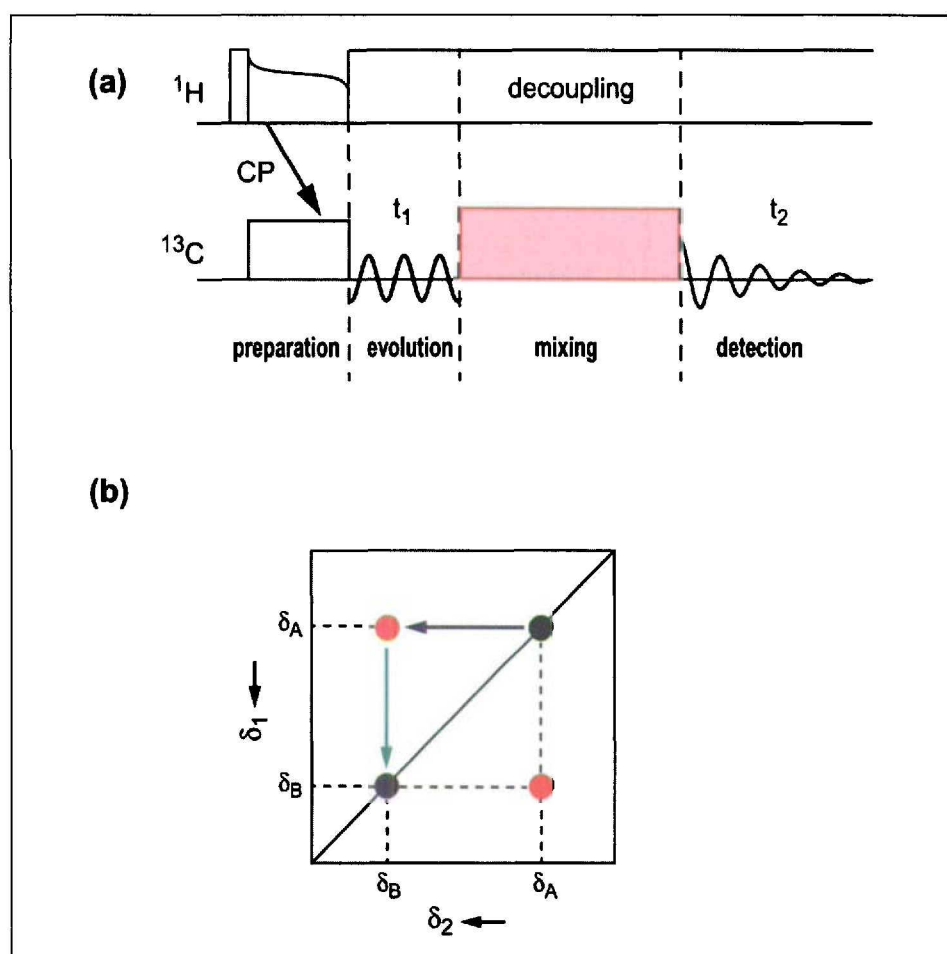 (a)
¹H
decoupling
CP
t₁
t₂
¹³C
preparation
evolution
mixing
detection
(b)
δA
δ₁
δB
δB
δA
δ₂